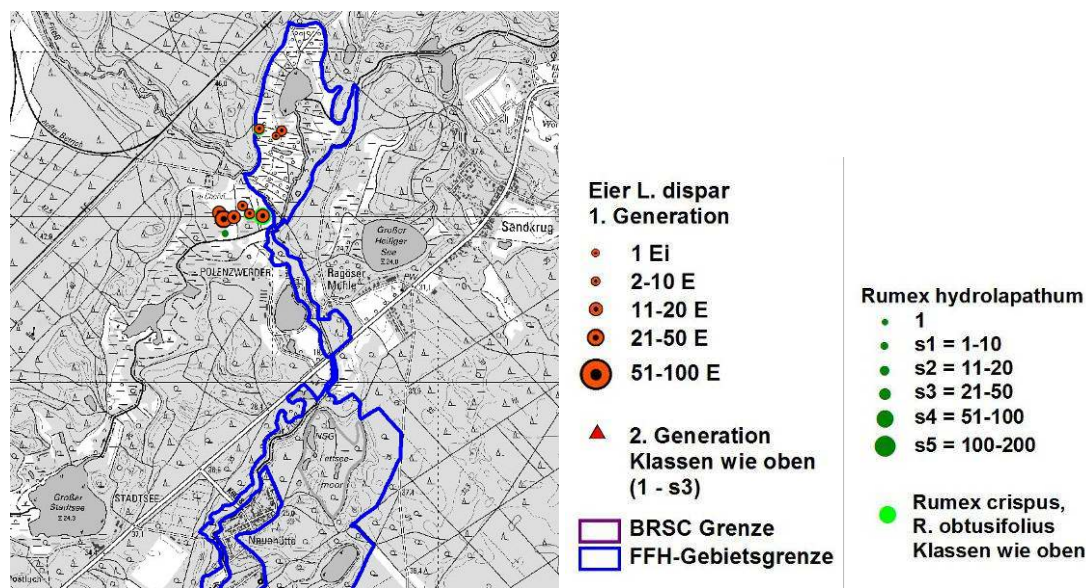 Großer
Heiliger
See
Sandkrug
POLENZWERDER
Ragöser
Mühle
NSG
Großer
Stadtsee
STADTSEE
Neuehütte
Eier L. dispar
1. Generation
1 Ei
2-10 E
11-20 E
21-50 E
51-100 E
2. Generation
Klassen wie oben
(1 - s3)
BRSC Grenze
FFH-Gebietsgrenze
Rumex hydrolapathum
1
s1 = 1-10
s2 = 11-20
s3 = 21-50
s4 = 51-100
s5 = 100-200
Rumex crispus,
R. obtusifolius
Klassen wie oben